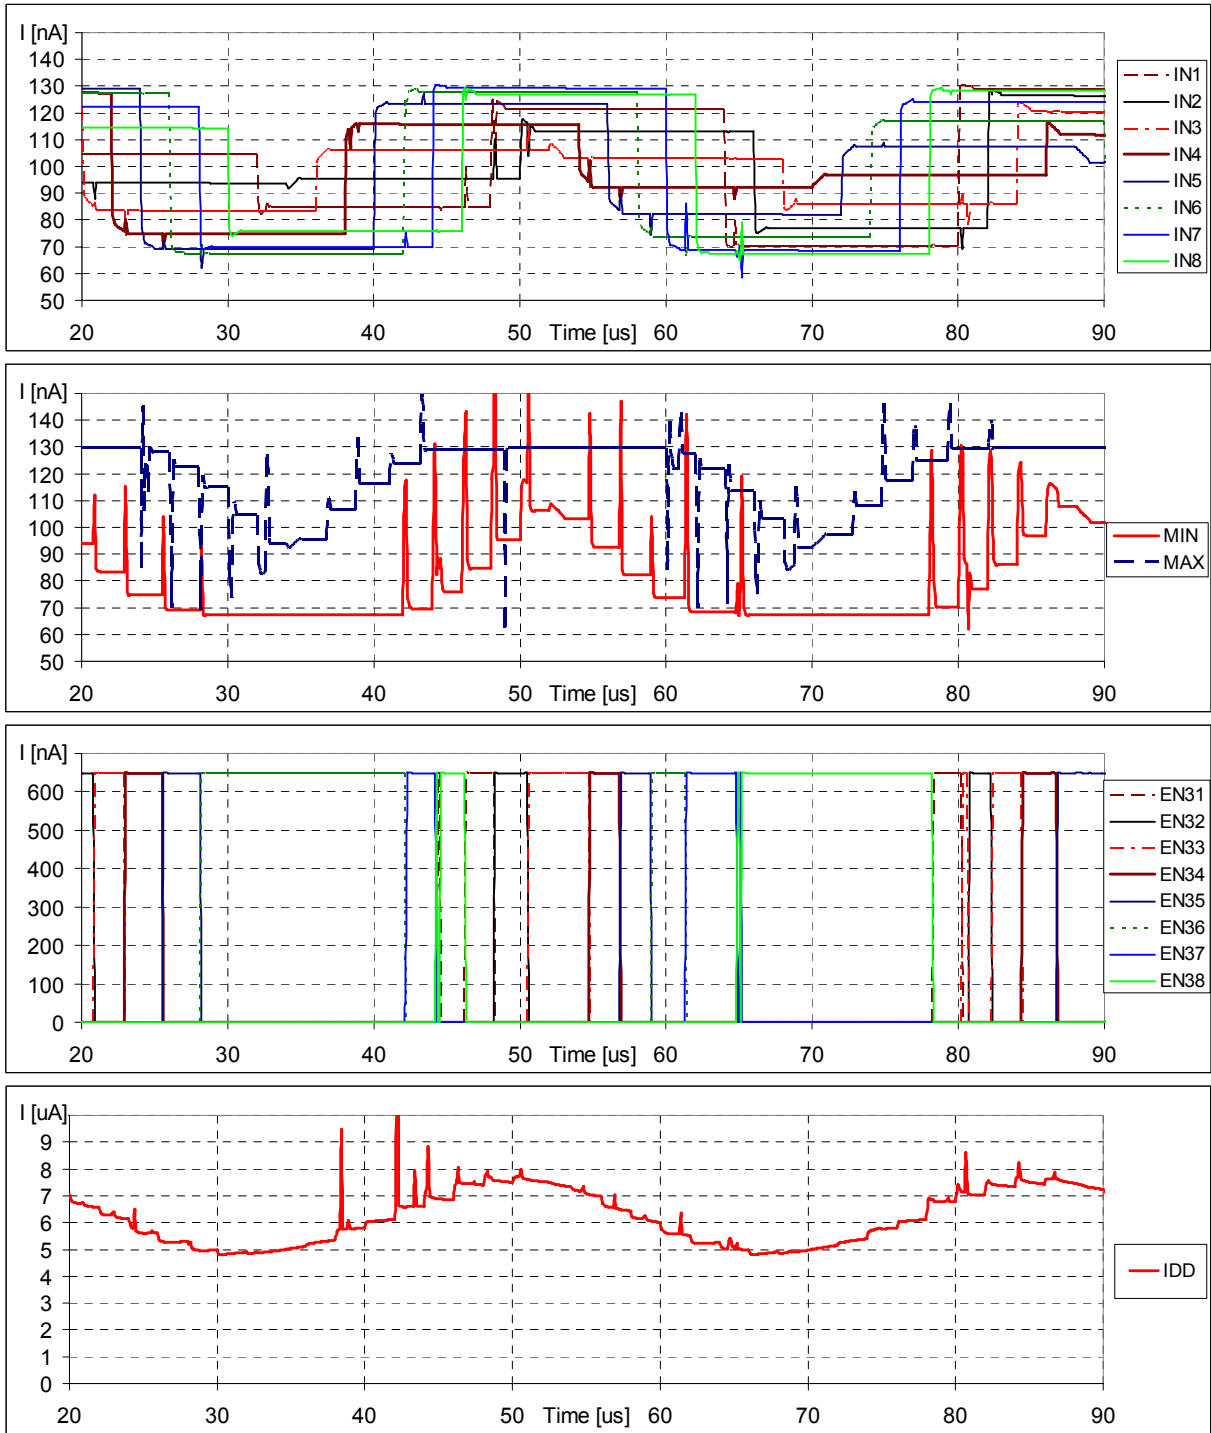 I [nA]
140
130
120
110
100
90
80
70
60
50
20 30 40 50 Time [us] 60 70 80 90
IN1
IN2
IN3
IN4
IN5
IN6
IN7
IN8
I [nA]
140
130
120
110
100
90
80
70
60
50
20 30 40 50 Time [us] 60 70 80 90
MIN
MAX
I [nA]
600
500
400
300
200
100
0
20 30 40 50 Time [us] 60 70 80 90
EN31
EN32
EN33
EN34
EN35
EN36
EN37
EN38
I [uA]
9
8
7
6
5
4
3
2
1
0
20 30 40 50 Time [us] 60 70 80 90
IDD